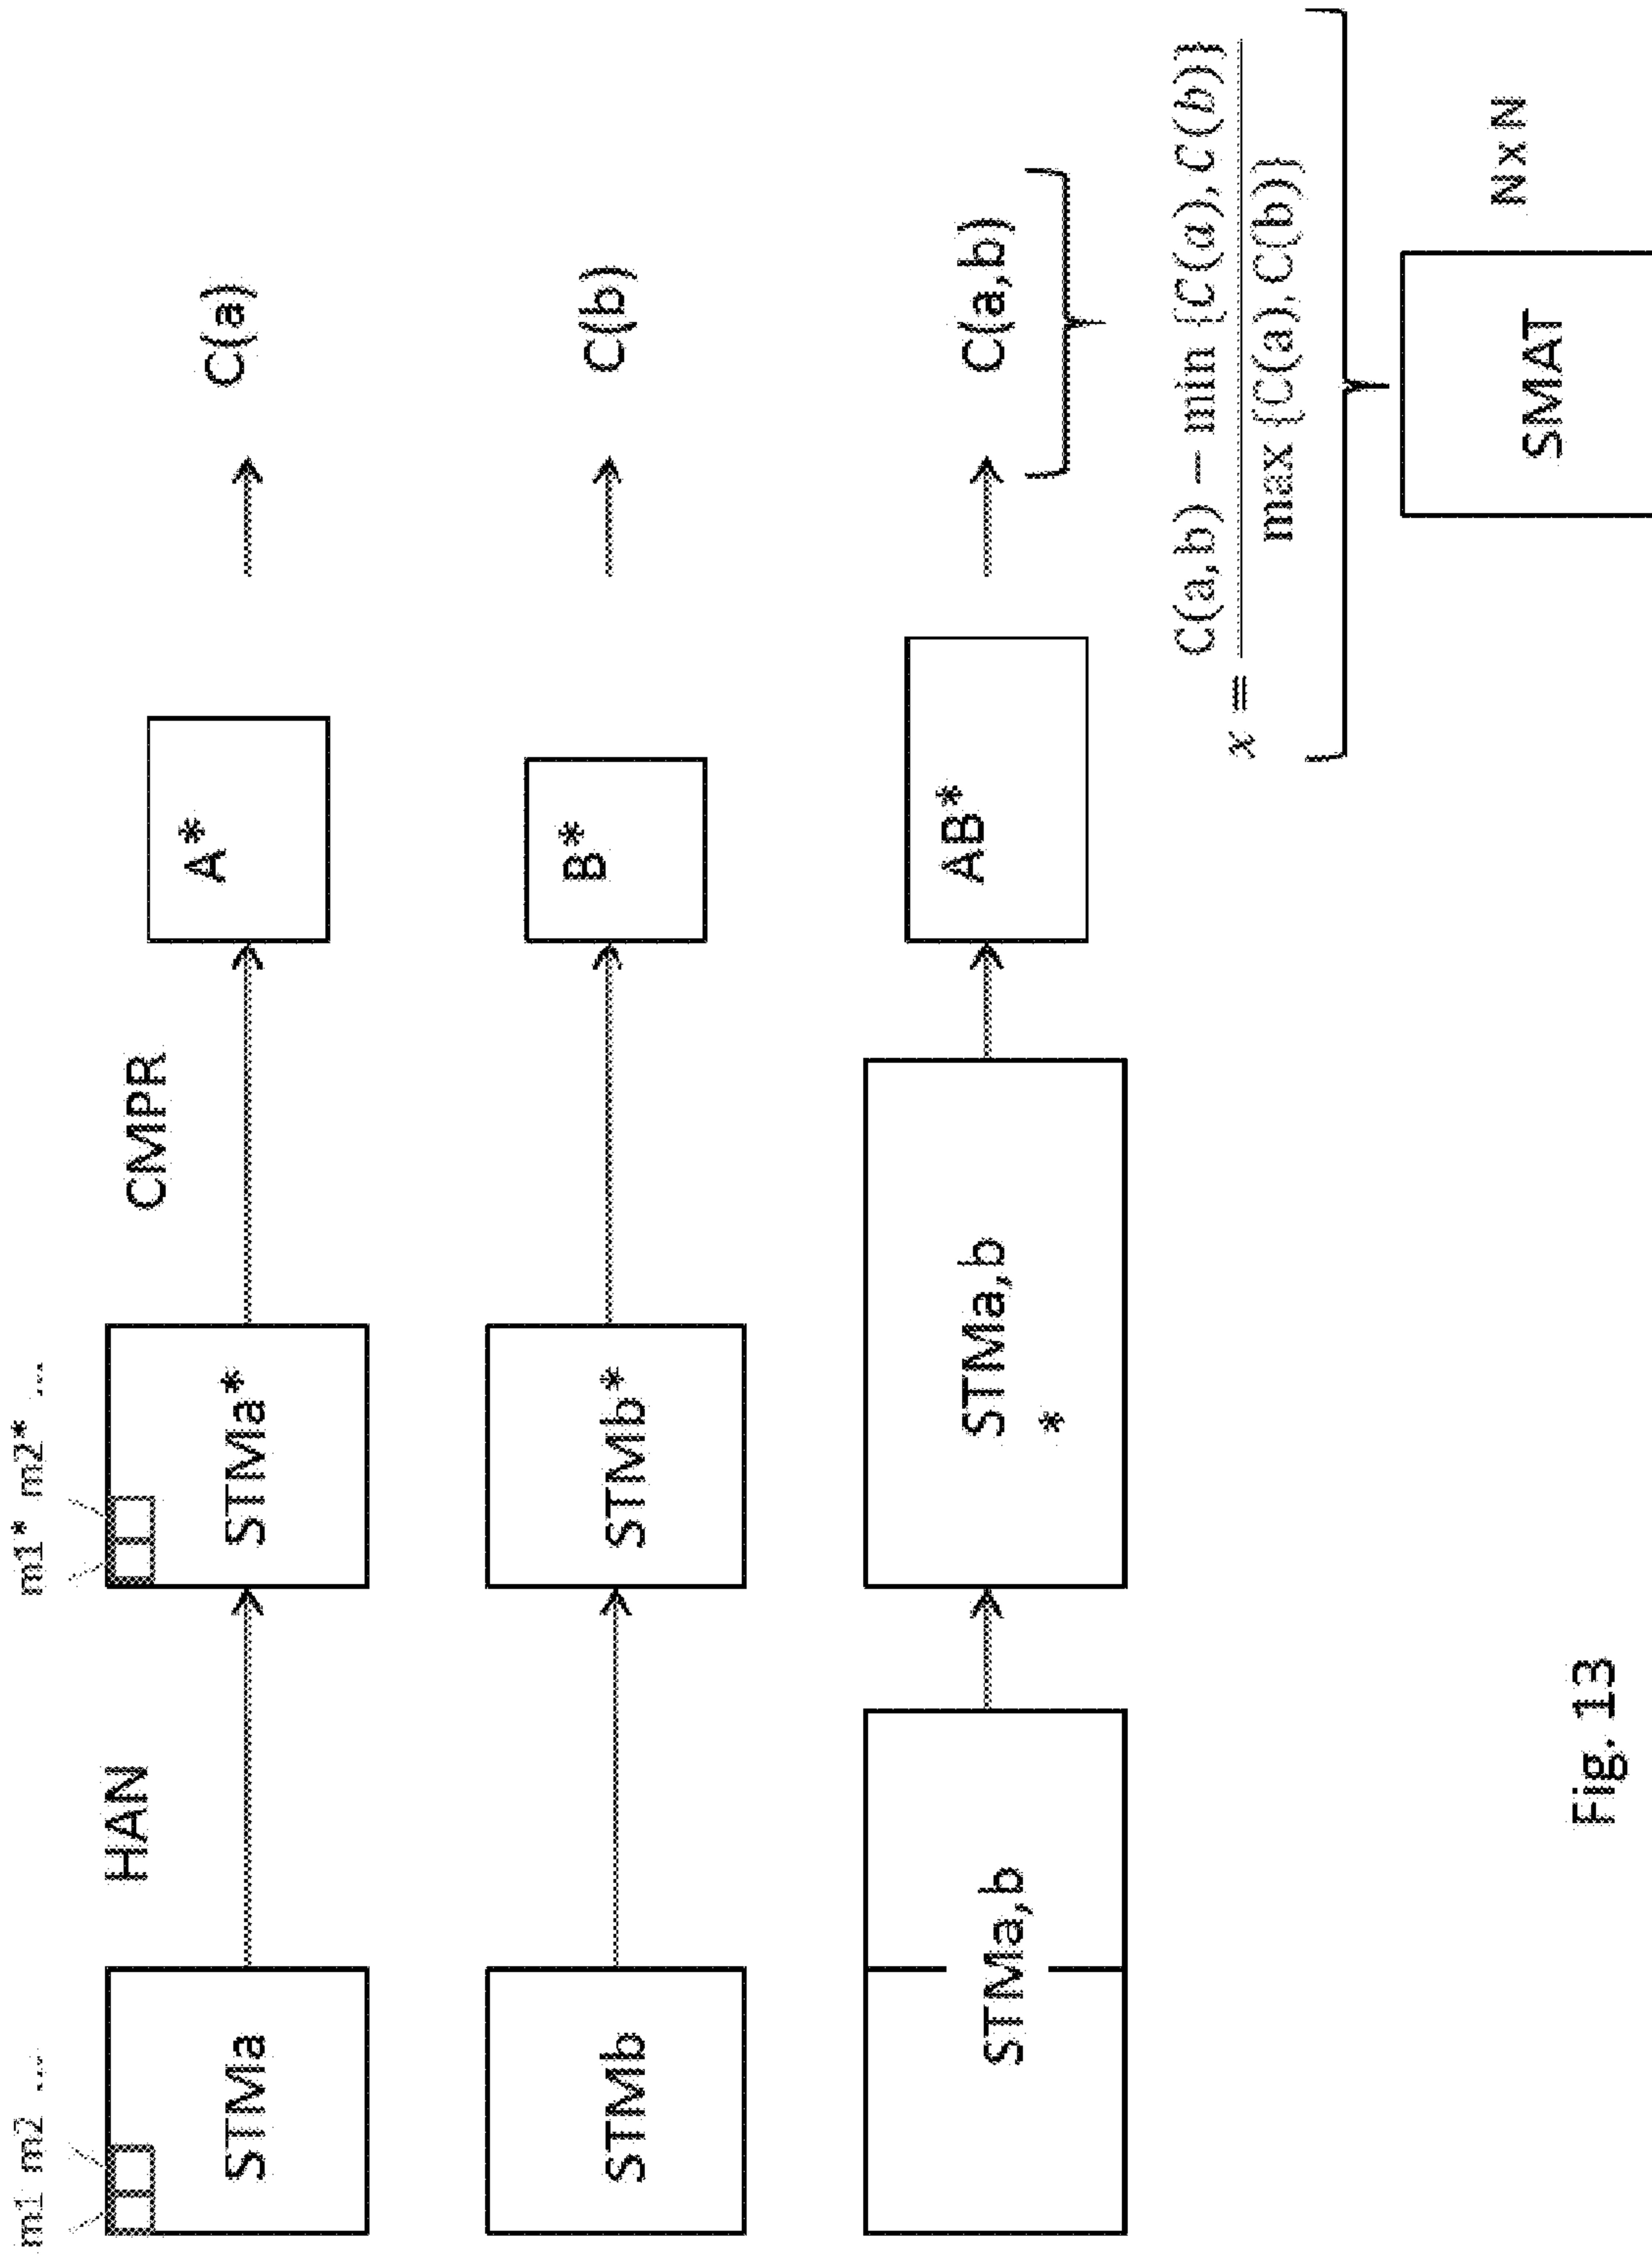 m1 m2 ...
HAN
m1* m2* ...
CMPR
STMa
STMa*
A*
C(a)
STMb
STMb*
B*
C(b)
STMa,b
STMa,b
*
AB*
C(a,b)
x = C(a,b) − min {C(a), C(b)}
max {C(a), C(b)}
SMAT
N x N
Fig. 13